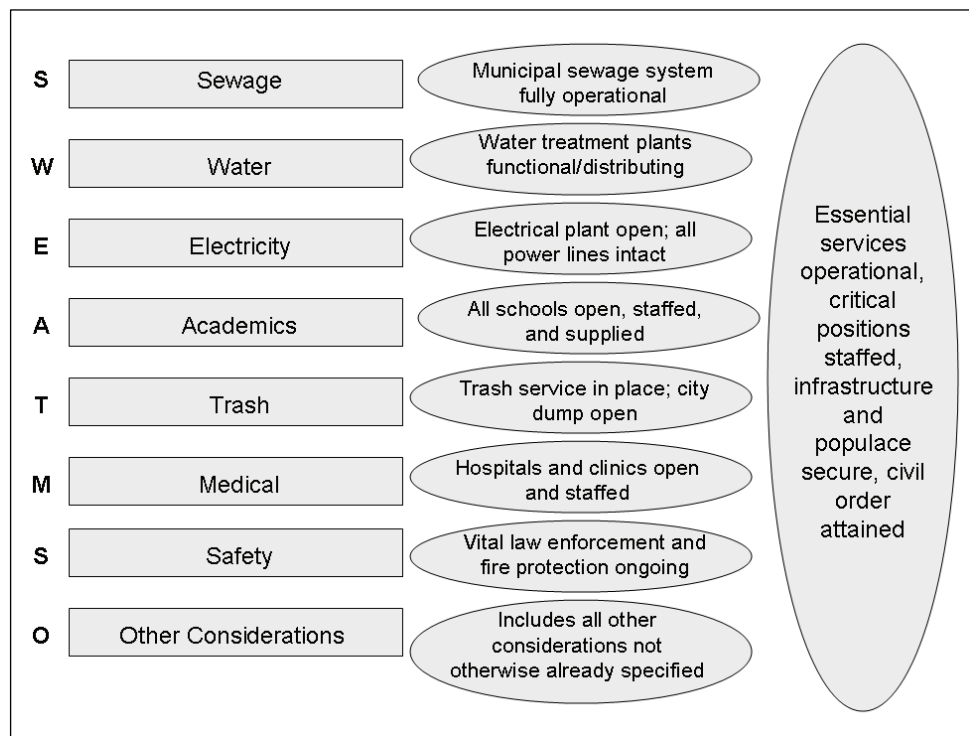 S
Sewage
Municipal sewage system
fully operational
W
Water
Water treatment plants
functional/distributing
E
Electricity
Electrical plant open; all
power lines intact
A
Academics
All schools open, staffed,
and supplied
T
Trash
Trash service in place; city
dump open
M
Medical
Hospitals and clinics open
and staffed
S
Safety
Vital law enforcement and
fire protection ongoing
O
Other Considerations
Includes all other
considerations not
otherwise already specified
Essential
services
operational,
critical
positions
staffed,
infrastructure
and
populace
secure, civil
order
attained